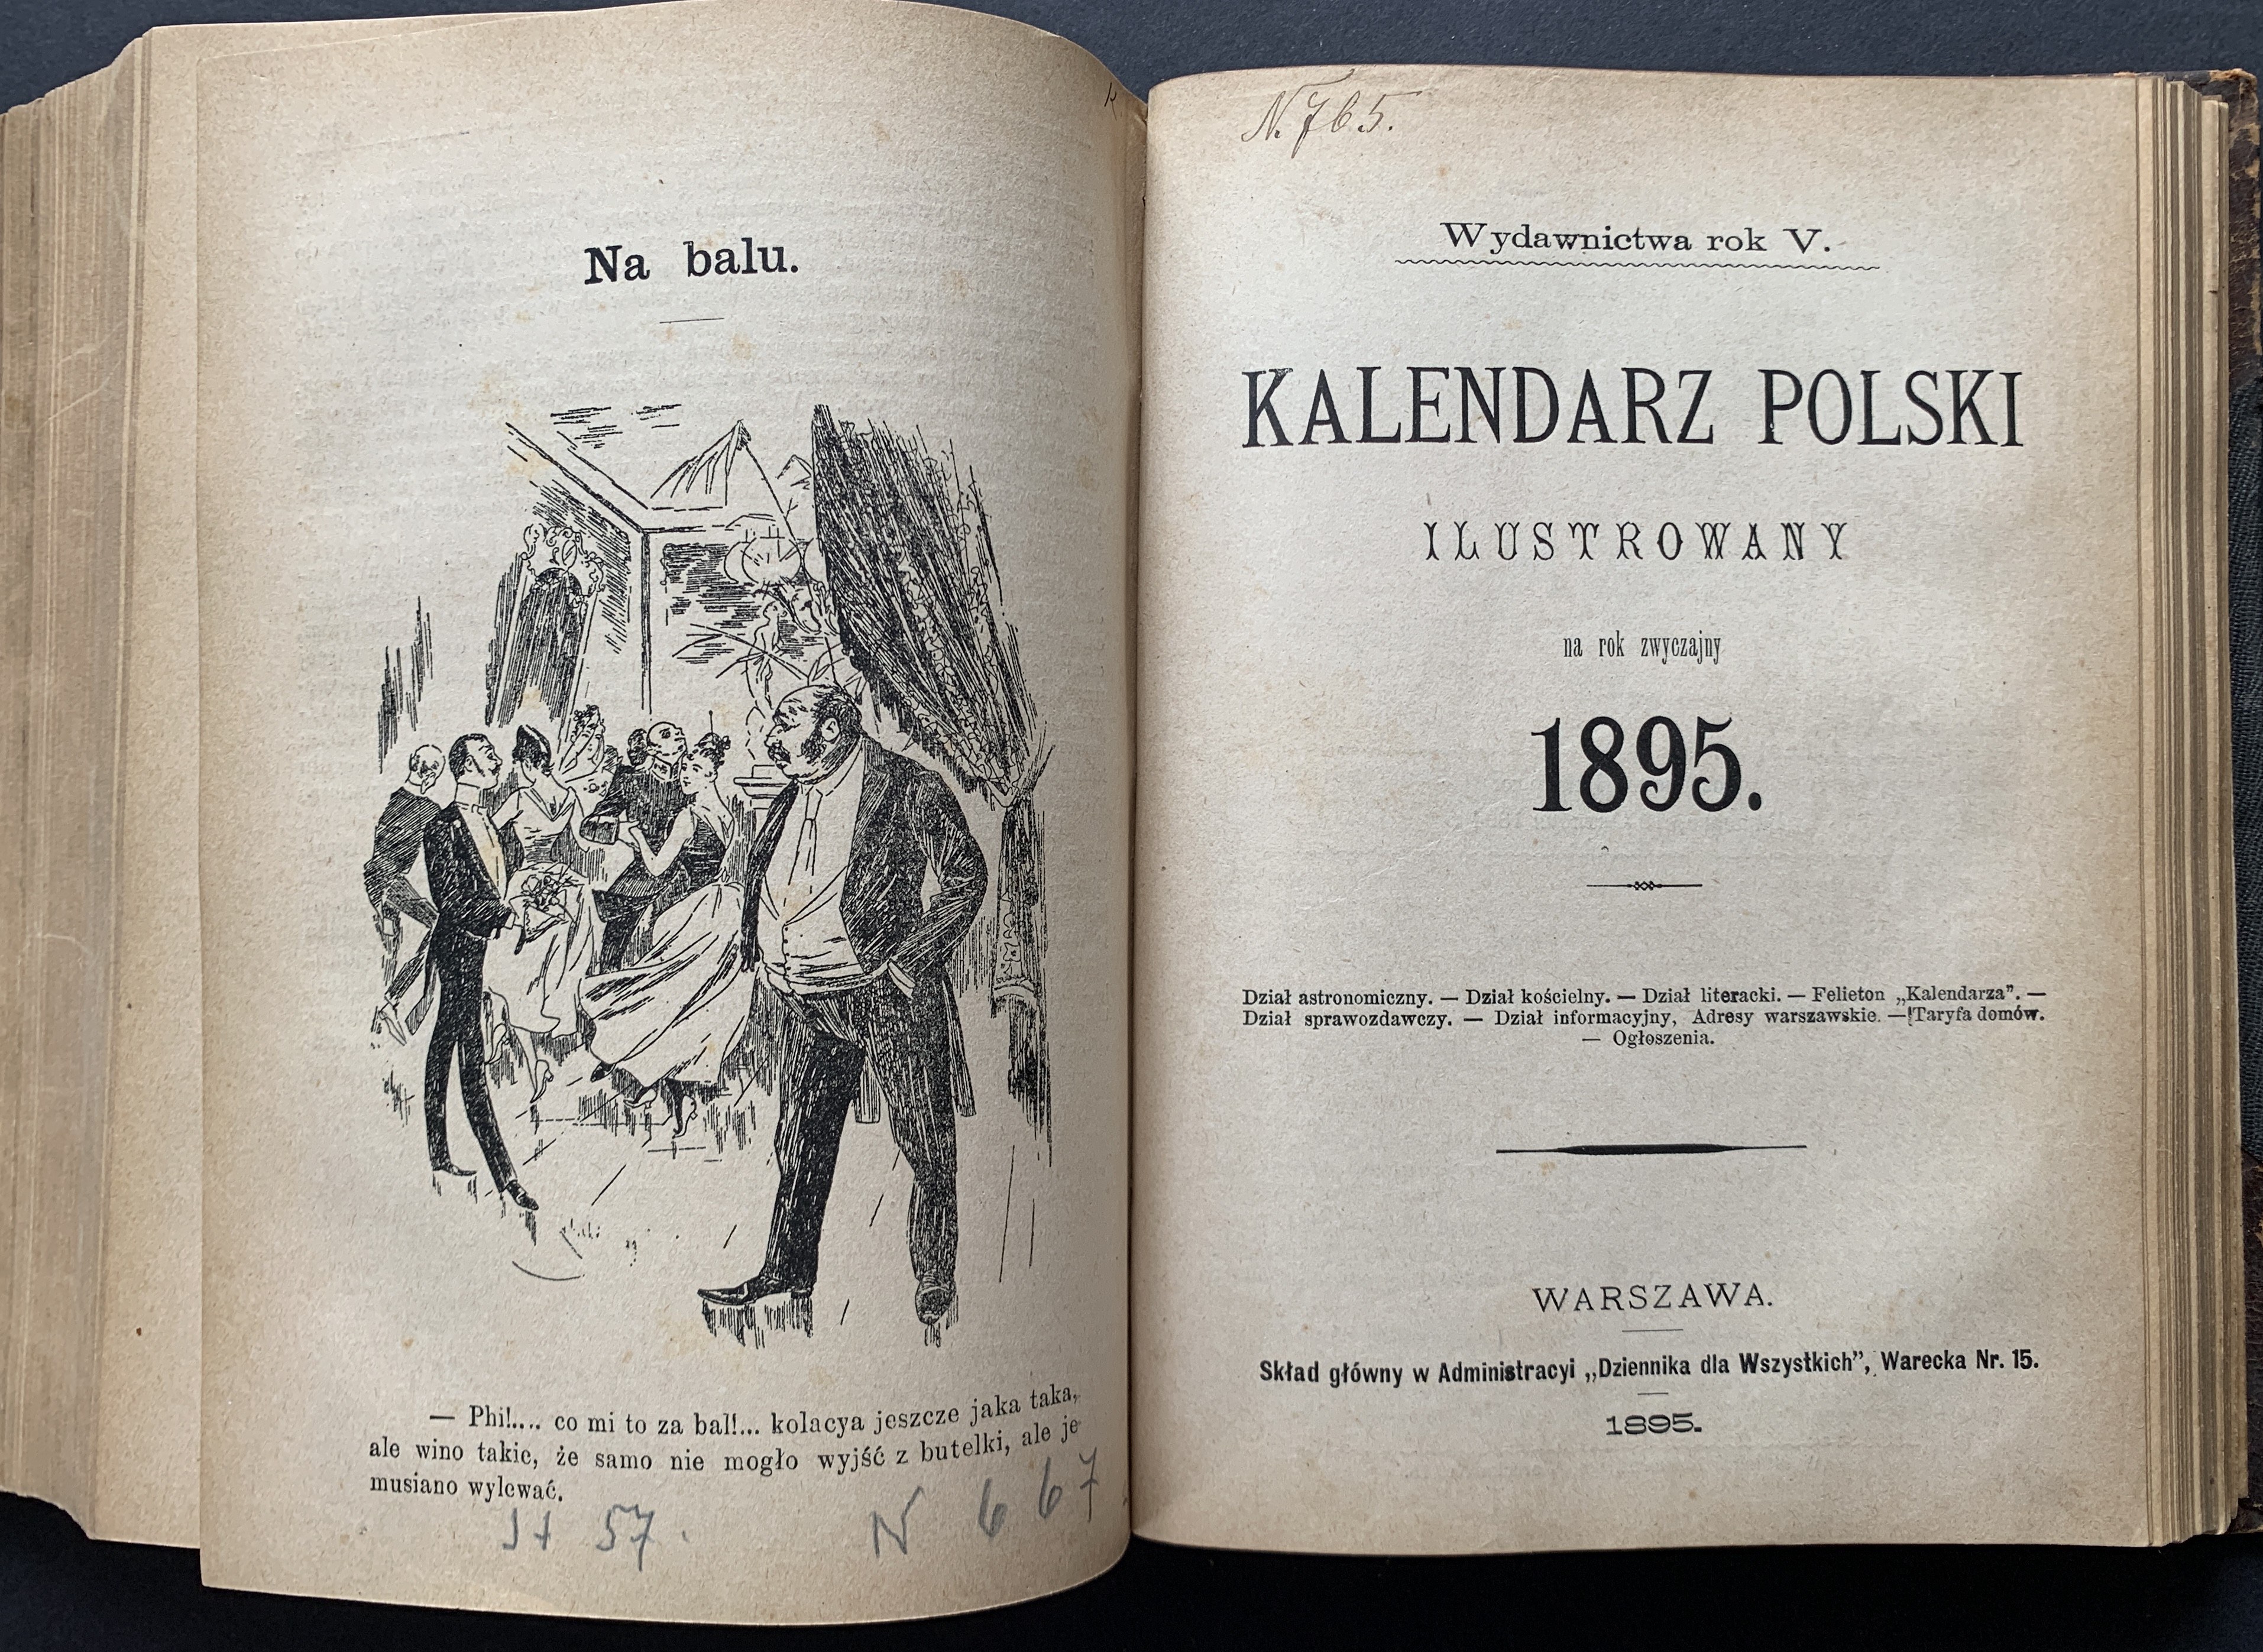 Na balu.
— Phi!.... co mi to za bal!... kolacya jeszcze jaka taka,
ale wino takie, że samo nie mogło wyjść z butelki, ale je
musiano wylewać.
57.
N 667
N. 765.
Wydawnictwa rok V.
KALENDARZ POLSKI
ILUSTROWANY
na rok zwyczajny
1895.
Dział astronomiczny. — Dział kościelny. — Dział literacki. — Felieton „Kalendarza”. —
Dział sprawozdawczy. — Dział informacyjny, Adresy warszawskie. — Taryfa domów.
— Ogłoszenia.
WARSZAWA.
Skład główny w Administracyi „Dziennika dla Wszystkich”, Warecka Nr. 15.
1895.